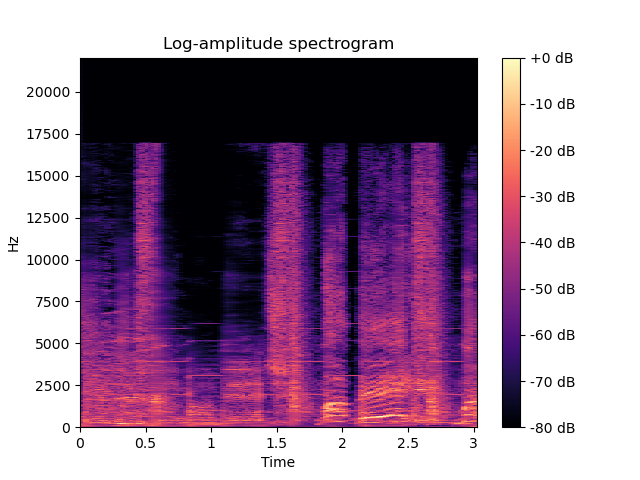 Log-amplitude spectrogram
Hz
20000
17500
15000
12500
10000
7500
5000
2500
0
0
0.5
1
1.5
2
2.5
3
Time
+0 dB
-10 dB
-20 dB
-30 dB
-40 dB
-50 dB
-60 dB
-70 dB
-80 dB